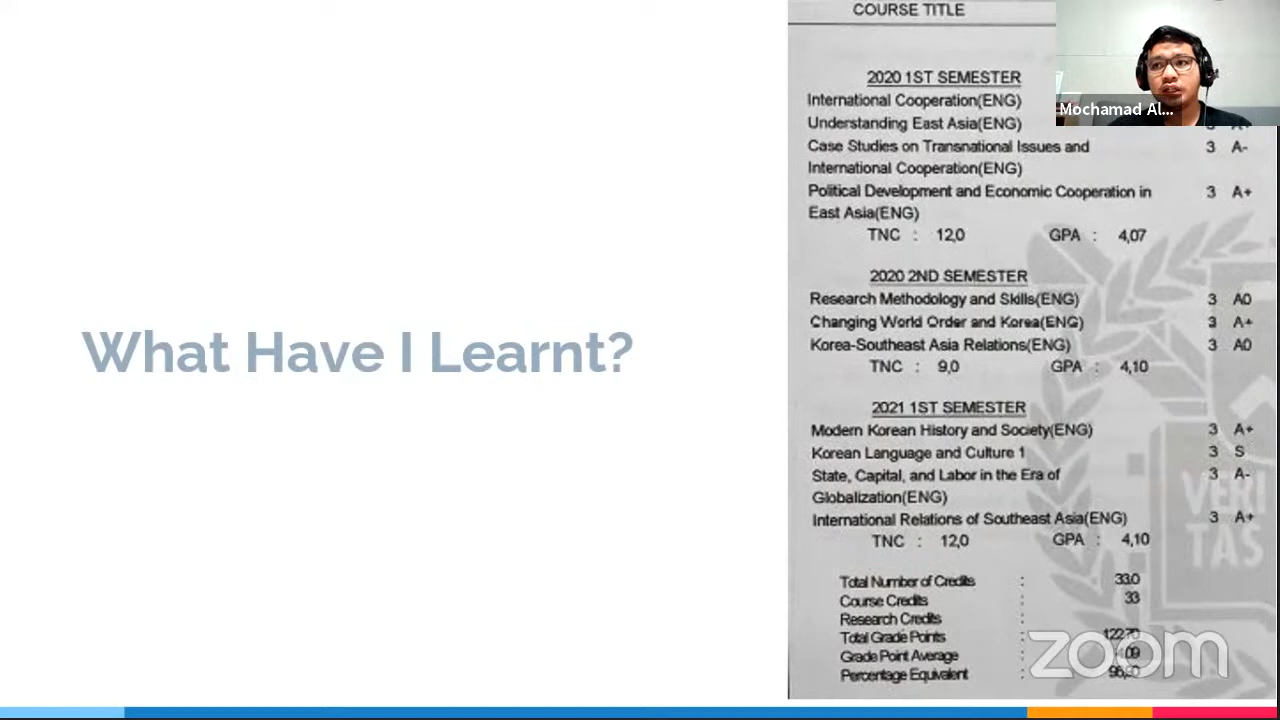 What Have I Learnt?
COURSE TITLE
2020 1ST SEMESTER
International Cooperation(ENG)
Understanding East Asia(ENG) 3 A+
Case Studies on Transnational Issues and 3 A-
International Cooperation(ENG)
Political Development and Economic Cooperation in 3 A+
East Asia(ENG)
TNC : 12,0 GPA : 4,07
2020 2ND SEMESTER
Research Methodology and Skills(ENG) 3 A0
Changing World Order and Korea(ENG) 3 A+
Korea-Southeast Asia Relations(ENG) 3 A0
TNC : 9,0 GPA : 4,10
2021 1ST SEMESTER
Modern Korean History and Society(ENG) 3 A+
Korean Language and Culture 1 3 S
State, Capital, and Labor in the Era of 3 A-
Globalization(ENG)
International Relations of Southeast Asia(ENG) 3 A+
TNC : 12,0 GPA : 4,10
Total Number of Credits : 33.0
Course Credits : 33
Research Credits :
Total Grade Points :
Grade Point Average :
Percentage Equivalent :
VERI
TAS
Mochamad Al...
zoom